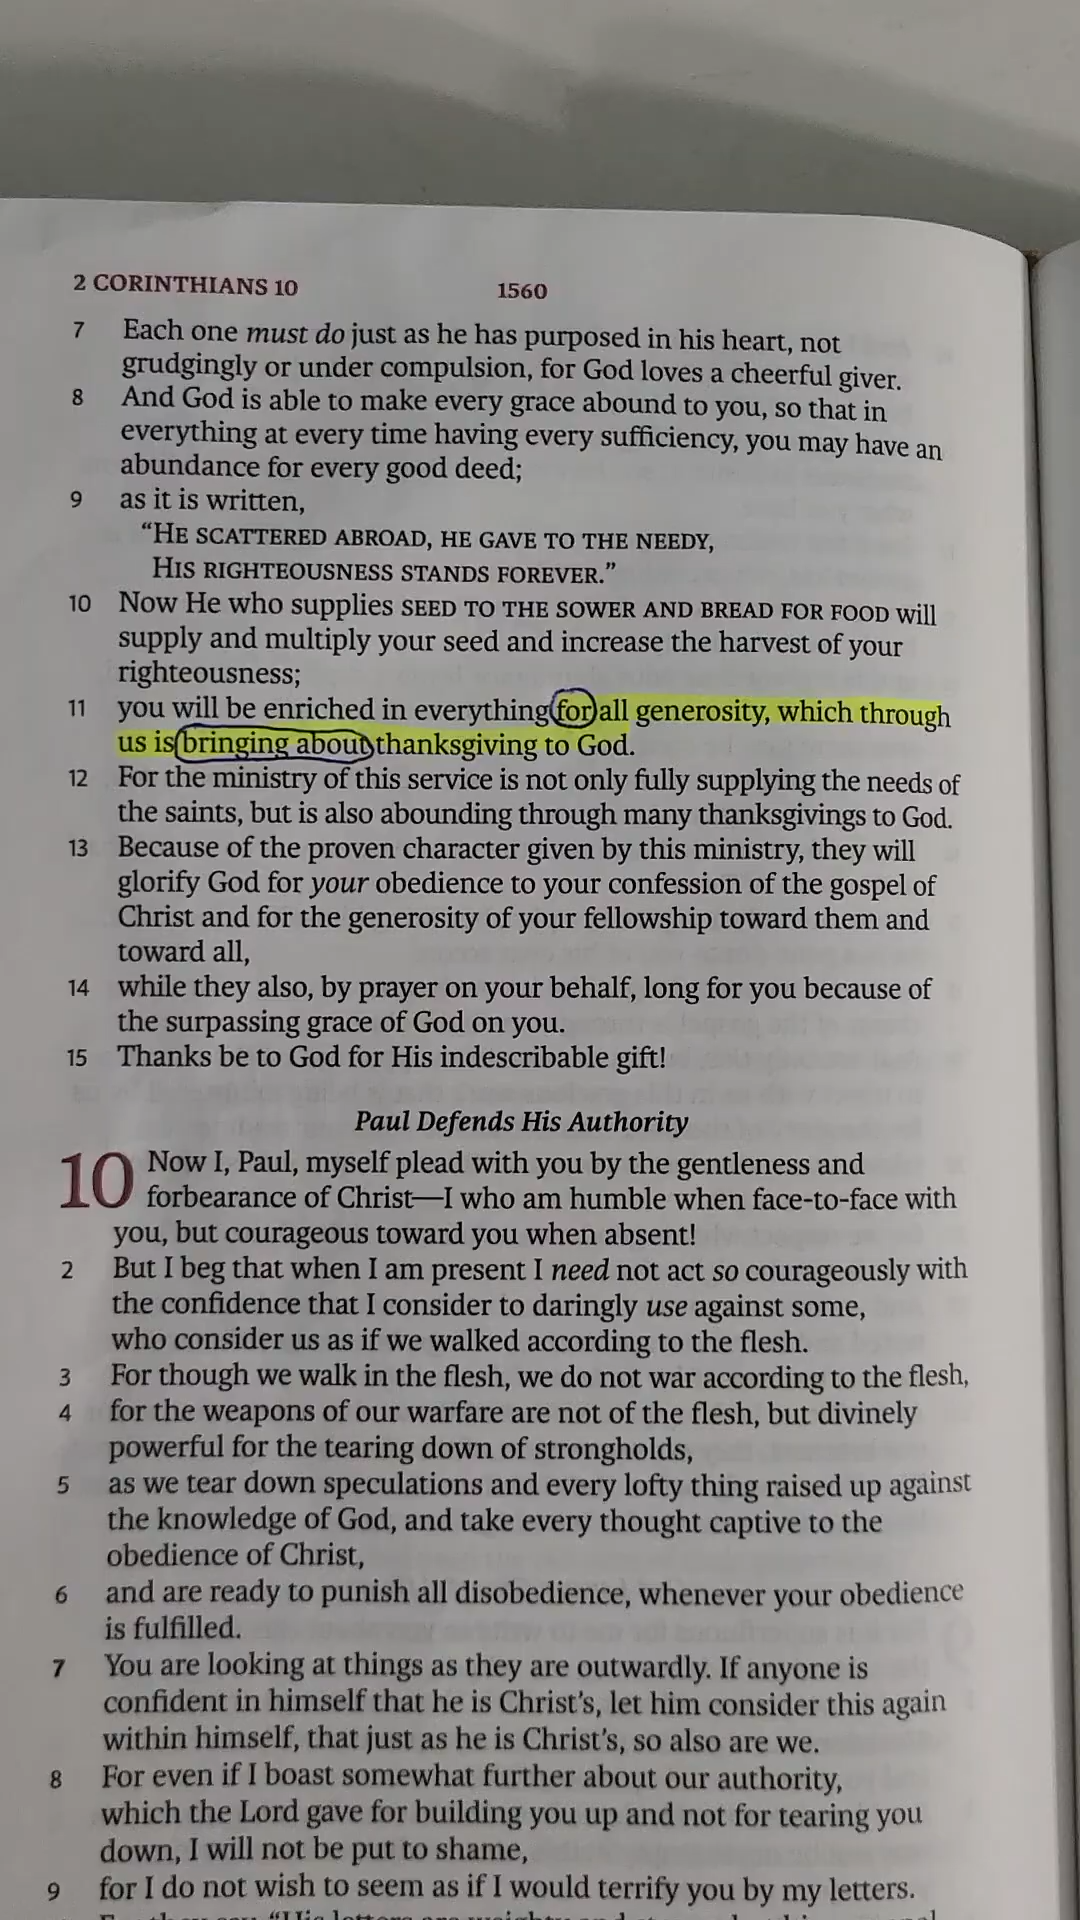 2 CORINTHIANS 10 1560
7 Each one must do just as he has purposed in his heart, not
grudgingly or under compulsion, for God loves a cheerful giver.
8 And God is able to make every grace abound to you, so that in
everything at every time having every sufficiency, you may have an
abundance for every good deed;
9 as it is written,
“HE SCATTERED ABROAD, HE GAVE TO THE NEEDY,
HIS RIGHTEOUSNESS STANDS FOREVER.”
10 Now He who supplies SEED TO THE SOWER AND BREAD FOR FOOD will
supply and multiply your seed and increase the harvest of your
righteousness;
11 you will be enriched in everything for all generosity, which through
us is bringing about thanksgiving to God.
12 For the ministry of this service is not only fully supplying the needs of
the saints, but is also abounding through many thanksgivings to God.
13 Because of the proven character given by this ministry, they will
glorify God for your obedience to your confession of the gospel of
Christ and for the generosity of your fellowship toward them and
toward all,
14 while they also, by prayer on your behalf, long for you because of
the surpassing grace of God on you.
15 Thanks be to God for His indescribable gift!
Paul Defends His Authority
10 Now I, Paul, myself plead with you by the gentleness and
forbearance of Christ—I who am humble when face-to-face with
you, but courageous toward you when absent!
2 But I beg that when I am present I need not act so courageously with
the confidence that I consider to daringly use against some,
who consider us as if we walked according to the flesh.
3 For though we walk in the flesh, we do not war according to the flesh,
4 for the weapons of our warfare are not of the flesh, but divinely
powerful for the tearing down of strongholds,
5 as we tear down speculations and every lofty thing raised up against
the knowledge of God, and take every thought captive to the
obedience of Christ,
6 and are ready to punish all disobedience, whenever your obedience
is fulfilled.
7 You are looking at things as they are outwardly. If anyone is
confident in himself that he is Christ’s, let him consider this again
within himself, that just as he is Christ’s, so also are we.
8 For even if I boast somewhat further about our authority,
which the Lord gave for building you up and not for tearing you
down, I will not be put to shame,
9 for I do not wish to seem as if I would terrify you by my letters.